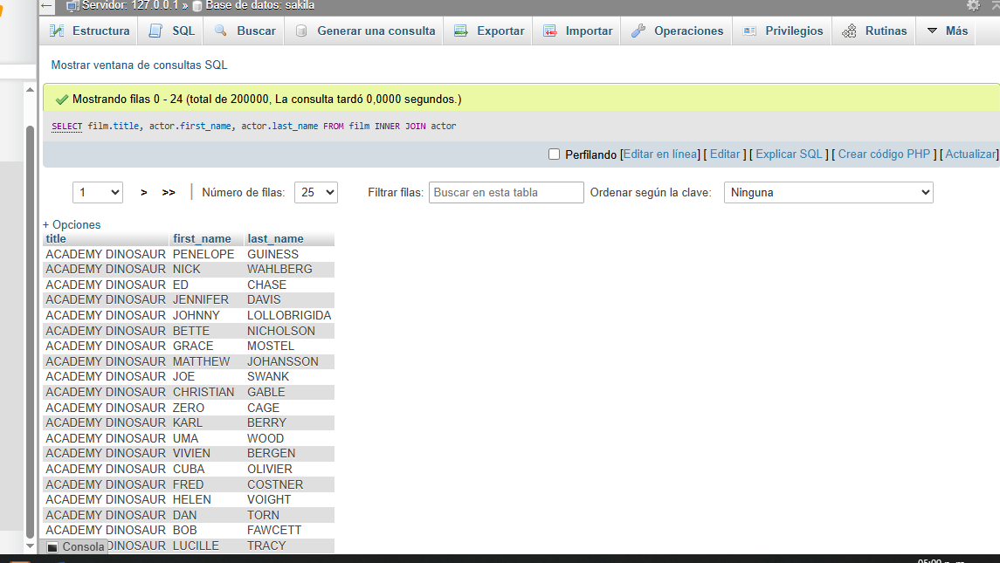 Servidor: 127.0.0.1 » Base de datos: sakila
Estructura SQL Buscar Generar una consulta Exportar Importar Operaciones Privilegios Rutinas Más
Mostrar ventana de consultas SQL
Mostrando filas 0 - 24 (total de 200000, La consulta tardó 0,0000 segundos.)
SELECT film.title, actor.first_name, actor.last_name FROM film INNER JOIN actor
Perfilando [Editar en línea] [ Editar ] [ Explicar SQL ] [ Crear código PHP ] [ Actualizar]
1 > >> | Número de filas: 25 Filtrar filas: Buscar en esta tabla Ordenar según la clave: Ninguna
+ Opciones
title first_name last_name
ACADEMY DINOSAUR PENELOPE GUINESS
ACADEMY DINOSAUR NICK WAHLBERG
ACADEMY DINOSAUR ED CHASE
ACADEMY DINOSAUR JENNIFER DAVIS
ACADEMY DINOSAUR JOHNNY LOLLOBRIGIDA
ACADEMY DINOSAUR BETTE NICHOLSON
ACADEMY DINOSAUR GRACE MOSTEL
ACADEMY DINOSAUR MATTHEW JOHANSSON
ACADEMY DINOSAUR JOE SWANK
ACADEMY DINOSAUR CHRISTIAN GABLE
ACADEMY DINOSAUR ZERO CAGE
ACADEMY DINOSAUR KARL BERRY
ACADEMY DINOSAUR UMA WOOD
ACADEMY DINOSAUR VIVIEN BERGEN
ACADEMY DINOSAUR CUBA OLIVIER
ACADEMY DINOSAUR FRED COSTNER
ACADEMY DINOSAUR HELEN VOIGHT
ACADEMY DINOSAUR DAN TORN
ACADEMY DINOSAUR BOB FAWCETT
Consola DINOSAUR LUCILLE TRACY